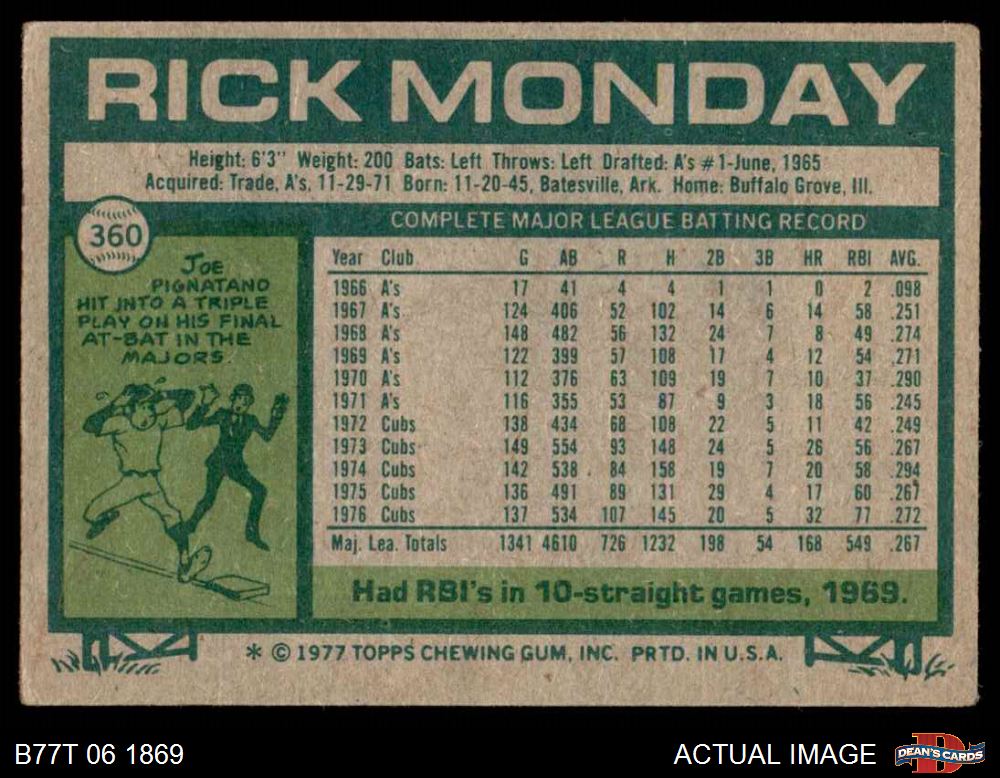 RICK MONDAY
Height: 6'3" Weight: 200 Bats: Left Throws: Left Drafted: A's #1-June, 1965
Acquired: Trade, A's, 11-29-71 Born: 11-20-45, Batesville, Ark. Home: Buffalo Grove, Ill.
360
JOE
PIGNATANO
HIT INTO A TRIPLE
PLAY ON HIS FINAL
AT-BAT IN THE
MAJORS.
COMPLETE MAJOR LEAGUE BATTING RECORD
Year Club G AB R H 2B 3B HR RBI AVG.
1966 A's 17 41 4 4 1 1 0 2 .098
1967 A's 124 406 52 102 14 6 14 58 .251
1968 A's 148 482 56 132 24 7 8 49 .274
1969 A's 122 399 57 108 17 4 12 54 .271
1970 A's 112 376 63 109 19 7 10 37 .290
1971 A's 116 355 53 87 9 3 18 56 .245
1972 Cubs 138 434 68 108 22 5 11 42 .249
1973 Cubs 149 554 93 148 24 5 26 56 .267
1974 Cubs 142 538 84 158 19 7 20 58 .294
1975 Cubs 136 491 89 131 29 4 17 60 .267
1976 Cubs 137 534 107 145 20 5 32 77 .272
Maj. Lea. Totals 1341 4610 726 1232 198 54 168 549 .267
Had RBI's in 10-straight games, 1969.
* © 1977 TOPPS CHEWING GUM, INC. PRTD. IN U.S.A.
B77T 06 1869
ACTUAL IMAGE
D
DEAN'S CARDS